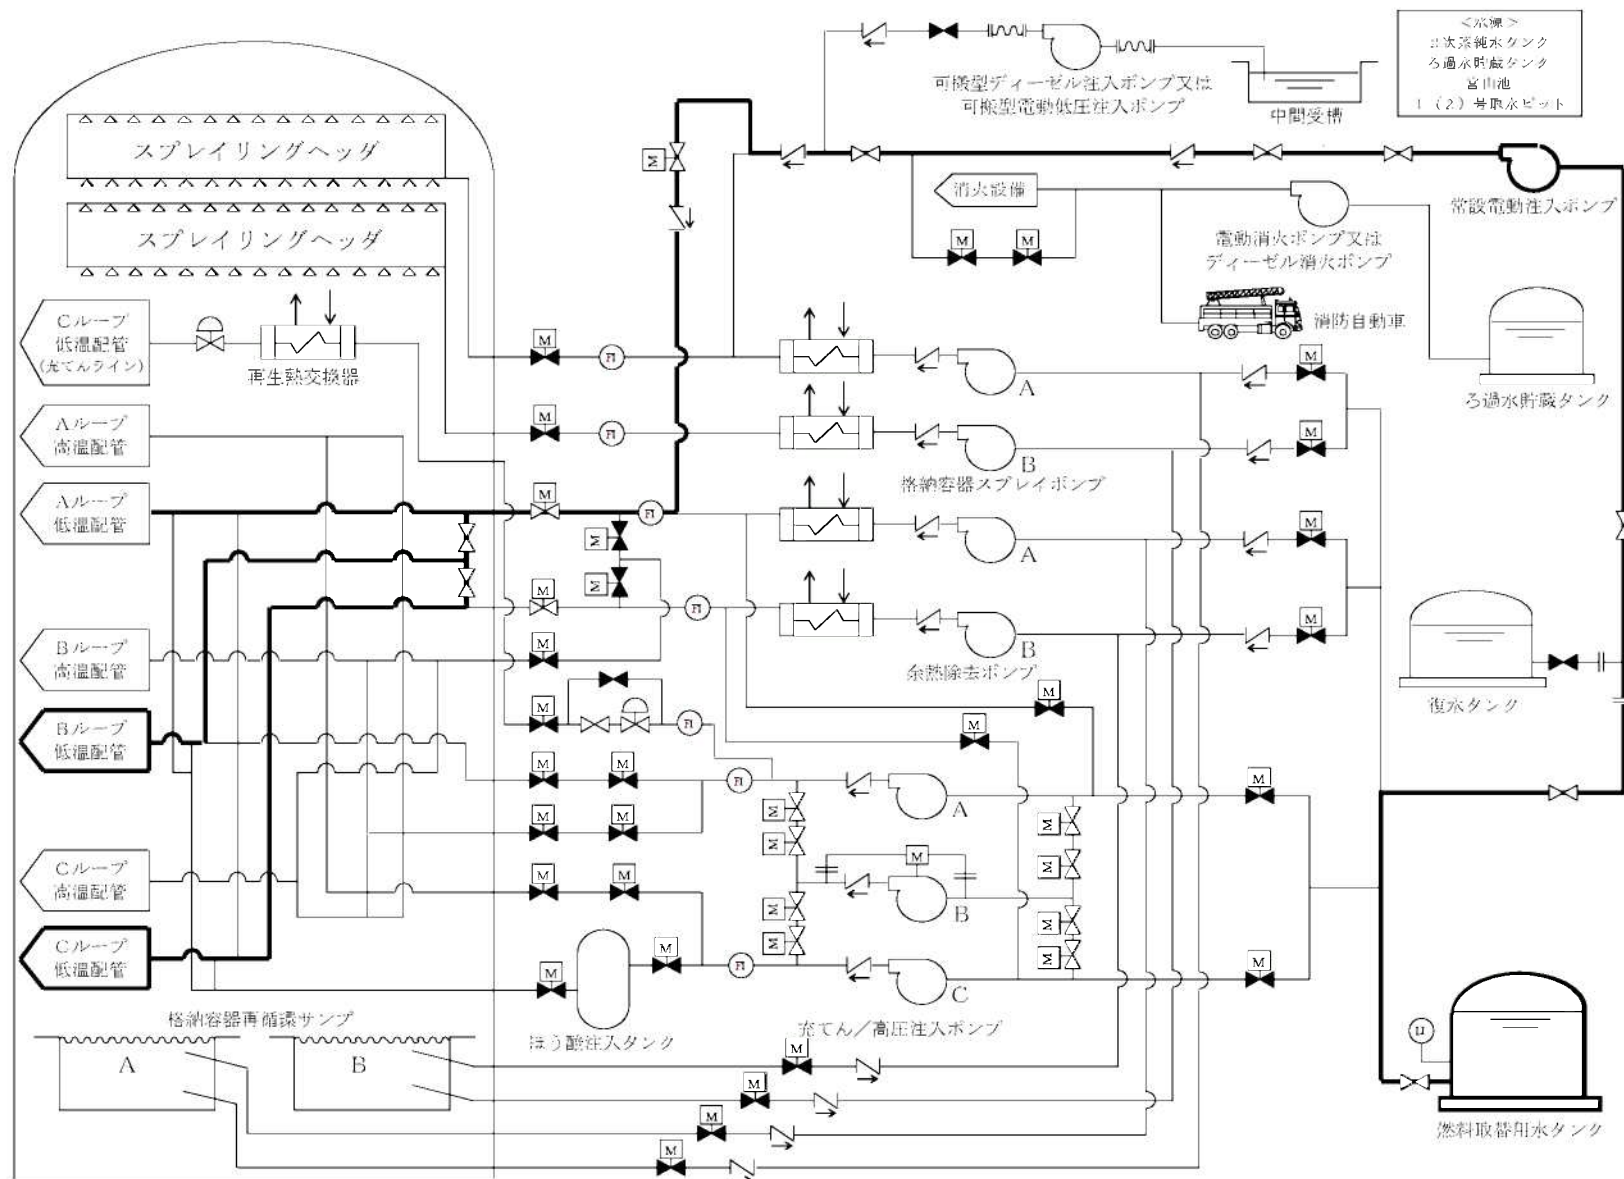 <水源>
2次系純水タンク
ろ過水貯蔵タンク
宮山池
1(2)号取水ピット
可搬型ディーゼル注入ポンプ又は
可搬型電動低圧注入ポンプ
中間受槽
スプレイリングヘッダ
スプレイリングヘッダ
M
消火設備
常設電動注入ポンプ
M
M
電動消火ポンプ又は
ディーゼル消火ポンプ
消防自動車
ろ過水貯蔵タンク
Cループ
低温配管
(充てんライン)
再生熱交換器
M
FI
A
M
Aループ
高温配管
M
FI
B
M
格納容器スプレイポンプ
Aループ
低温配管
M
FI
M
A
M
M
M
FI
B
M
余熱除去ポンプ
Bループ
高温配管
M
復水タンク
Bループ
低温配管
M
FI
M
M
M
M
FI
M
A
M
M
M
M
M
M
M
Cループ
高温配管
M
M
M
B
M
M
M
M
Cループ
低温配管
M
M
FI
C
M
ほう酸注入タンク
充てん/高圧注入ポンプ
格納容器再循環サンプ
A
B
M
M
M
M
LI
燃料取替用水タンク